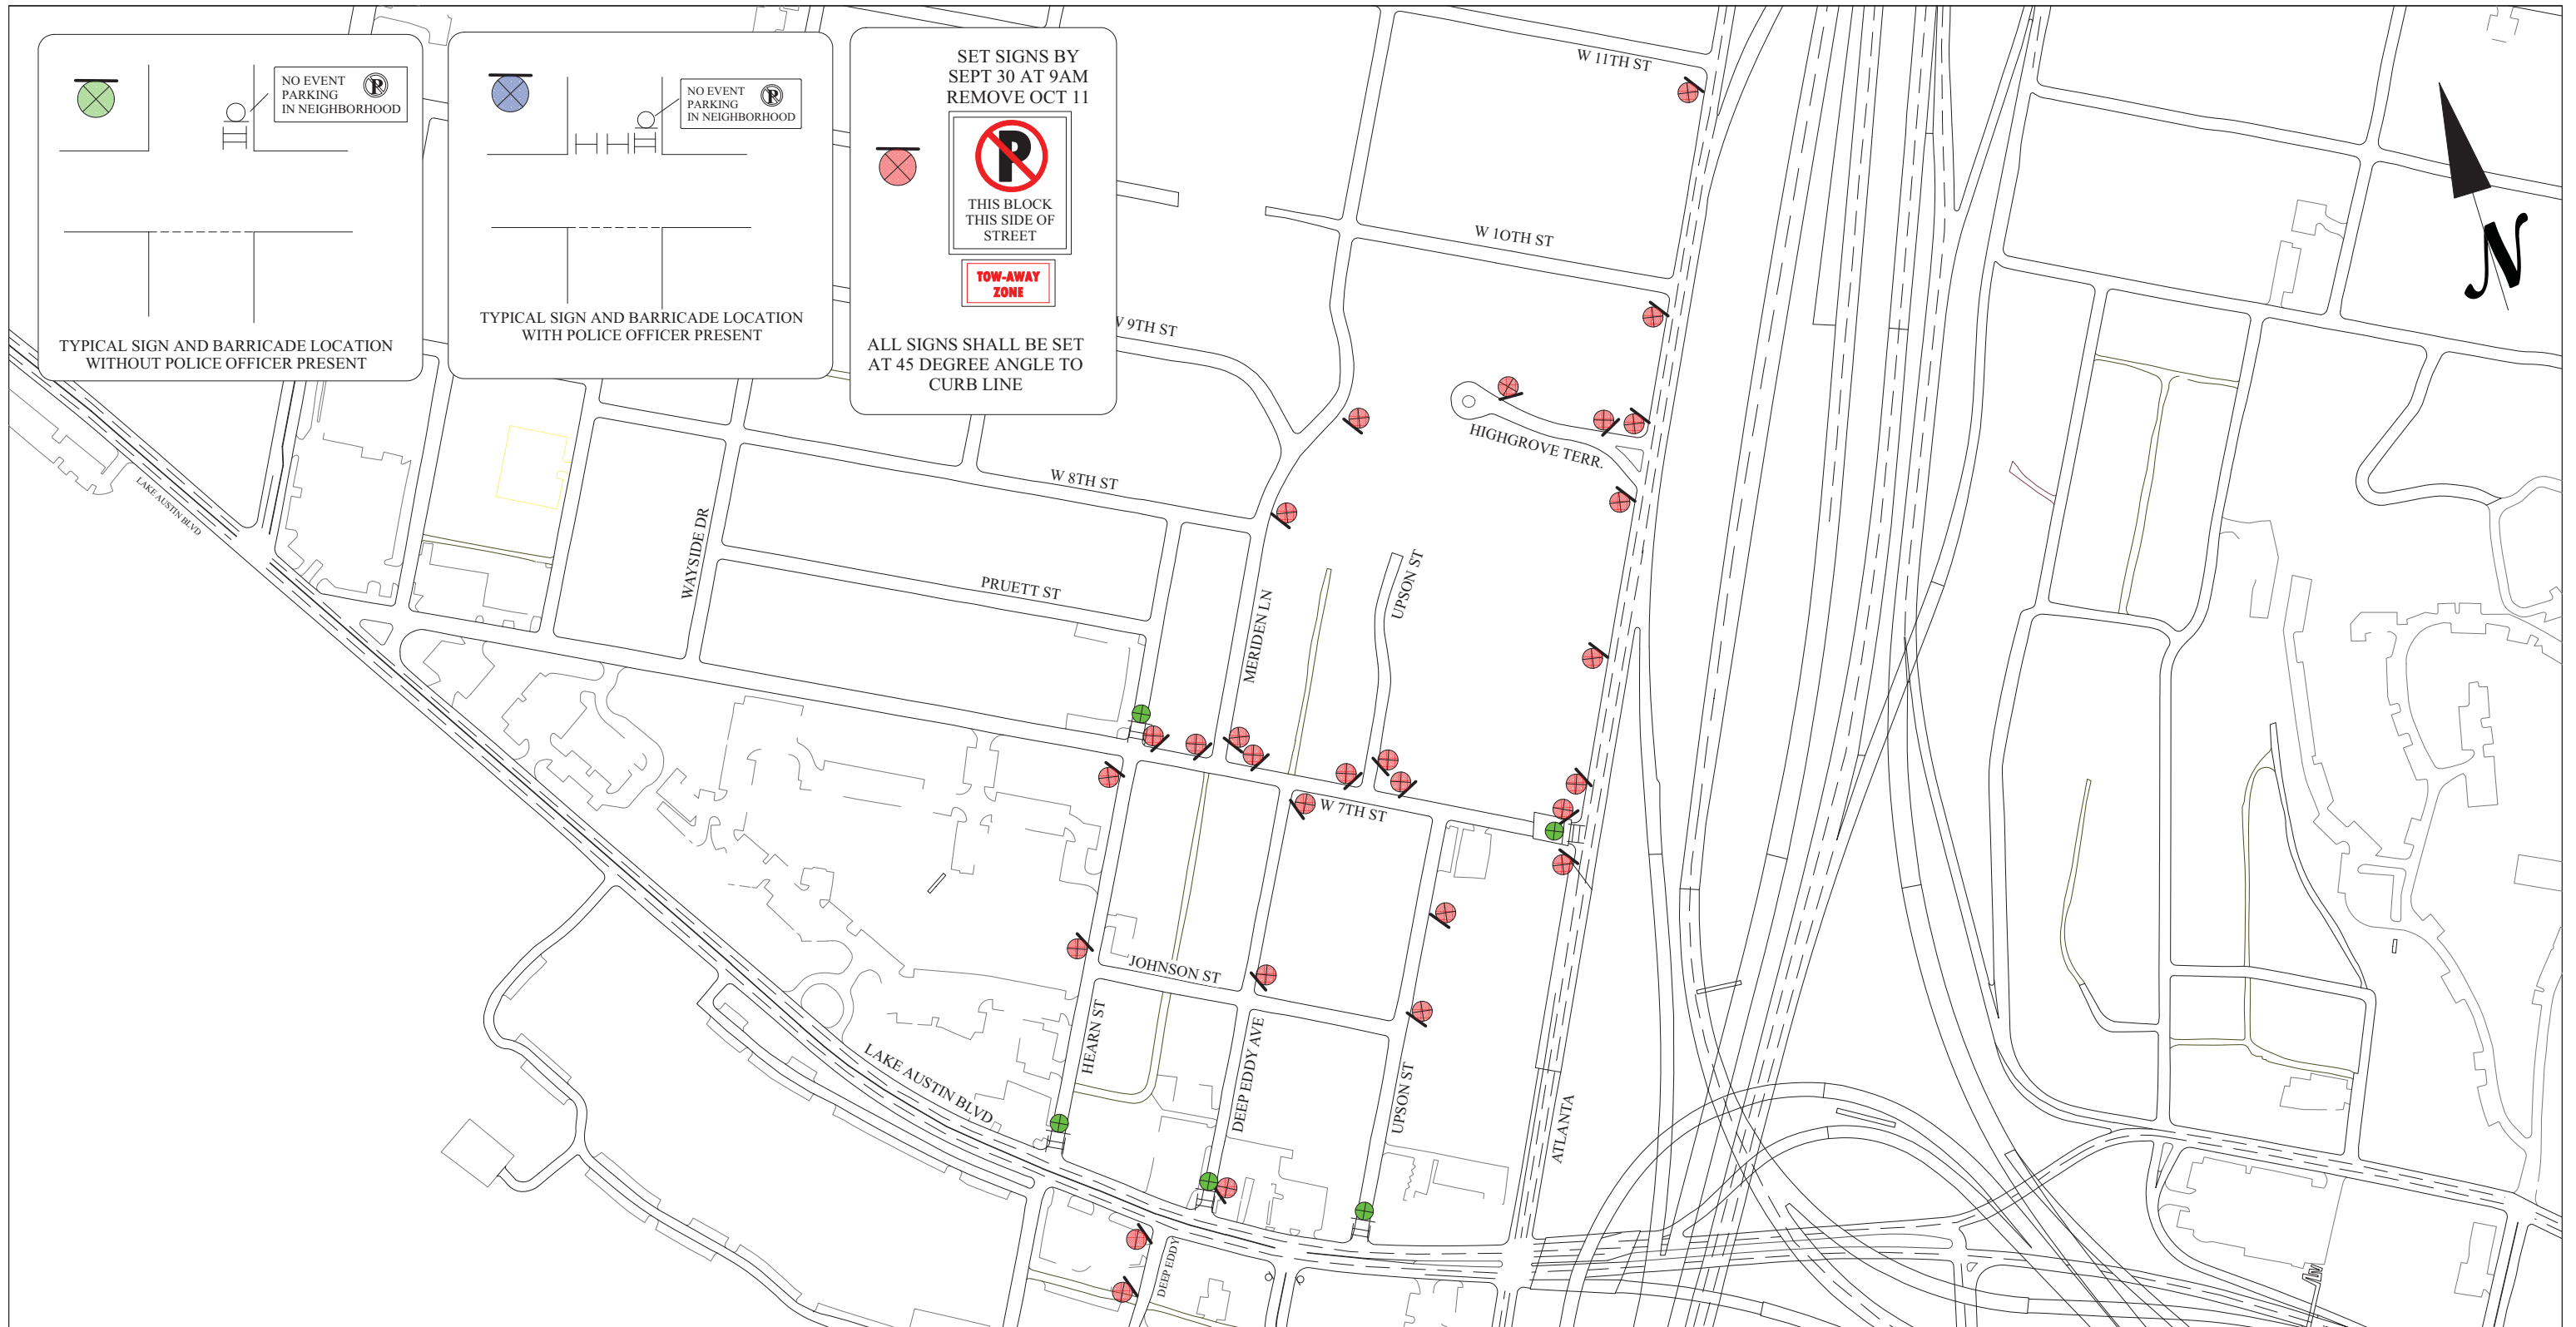 NO EVENT
PARKING
IN NEIGHBORHOOD
P
TYPICAL SIGN AND BARRICADE LOCATION
WITHOUT POLICE OFFICER PRESENT
NO EVENT
PARKING
IN NEIGHBORHOOD
P
TYPICAL SIGN AND BARRICADE LOCATION
WITH POLICE OFFICER PRESENT
SET SIGNS BY
SEPT 30 AT 9AM
REMOVE OCT 11
P
THIS BLOCK
THIS SIDE OF
STREET
TOW-AWAY
ZONE
ALL SIGNS SHALL BE SET
AT 45 DEGREE ANGLE TO
CURB LINE
W 11TH ST
N
W 1OTH ST
W 9TH ST
HIGHGROVE TERR.
W 8TH ST
LAKE AUSTIN BLVD
WAYSIDE DR
PRUETT ST
UPSON ST
MERIDEN LN
W 7TH ST
JOHNSON ST
HEARN ST
LAKE AUSTIN BLVD
DEEP EDDY AVE
UPSON ST
ATLANTA
DEEP EDDY